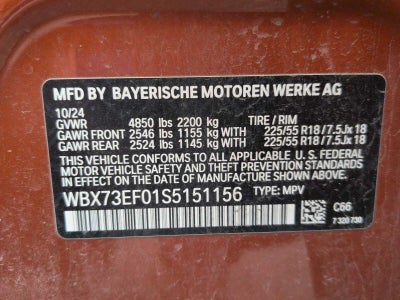 MFD BY BAYERISCHE MOTOREN WERKE AG
10/24
GVWR 4850 lbs 2200 kg TIRE / RIM
GAWR FRONT 2546 lbs 1155 kg WITH 225/55 R18/7.5Jx18
GAWR REAR 2524 lbs 1145 kg WITH 225/55 R18/7.5Jx18
THIS VEHICLE CONFORMS TO ALL APPLICABLE FEDERAL MOTOR
VEHICLE SAFETY, BUMPER, AND THEFT PREVENTION STANDARDS
IN EFFECT ON THE DATE OF MANUFACTURE SHOWN ABOVE.
WBX73EF01S5151156 TYPE: MPV
C66
7 320 730